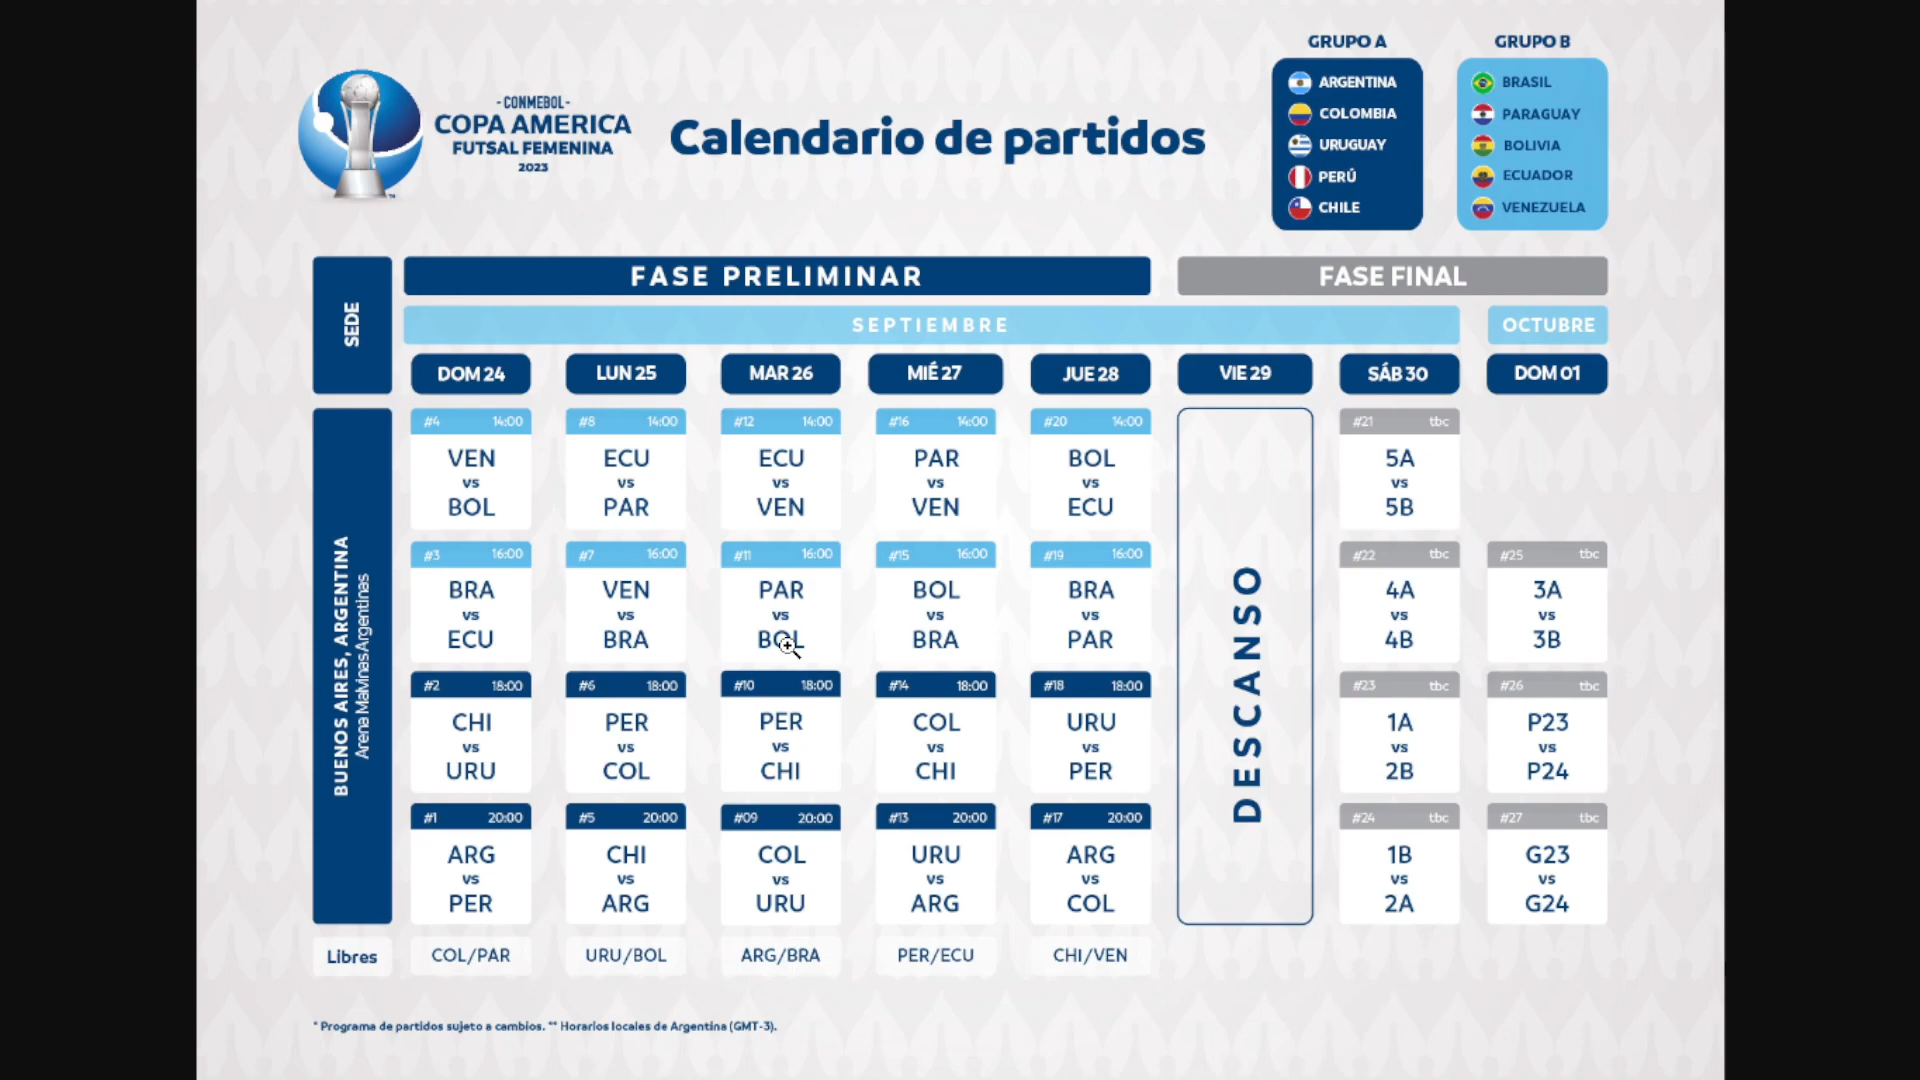 - CONMEBOL -
COPA AMERICA
FUTSAL FEMENINA
2023
TM
Calendario de partidos
GRUPO A
ARGENTINA
COLOMBIA
URUGUAY
PERÚ
CHILE
GRUPO B
BRASIL
PARAGUAY
BOLIVIA
ECUADOR
VENEZUELA
SEDE
FASE PRELIMINAR
FASE FINAL
SEPTIEMBRE
OCTUBRE
DOM 24
LUN 25
MAR 26
MIÉ 27
JUE 28
VIE 29
SÁB 30
DOM 01
BUENOS AIRES, ARGENTINA
Arena Malvinas Argentinas
#4 14:00
VEN
vs
BOL
#8 14:00
ECU
vs
PAR
#12 14:00
ECU
vs
VEN
#16 14:00
PAR
vs
VEN
#20 14:00
BOL
vs
ECU
DESCANSO
#21 tbc
5A
vs
5B
#3 16:00
BRA
vs
ECU
#7 16:00
VEN
vs
BRA
#11 16:00
PAR
vs
BOL
#15 16:00
BOL
vs
BRA
#19 16:00
BRA
vs
PAR
#22 tbc
4A
vs
4B
#25 tbc
3A
vs
3B
#2 18:00
CHI
vs
URU
#6 18:00
PER
vs
COL
#10 18:00
PER
vs
CHI
#14 18:00
COL
vs
CHI
#18 18:00
URU
vs
PER
#23 tbc
1A
vs
2B
#26 tbc
P23
vs
P24
#1 20:00
ARG
vs
PER
#5 20:00
CHI
vs
ARG
#09 20:00
COL
vs
URU
#13 20:00
URU
vs
ARG
#17 20:00
ARG
vs
COL
#24 tbc
1B
vs
2A
#27 tbc
G23
vs
G24
Libres
COL/PAR
URU/BOL
ARG/BRA
PER/ECU
CHI/VEN
* Programa de partidos sujeto a cambios. ** Horarios locales de Argentina (GMT-3).